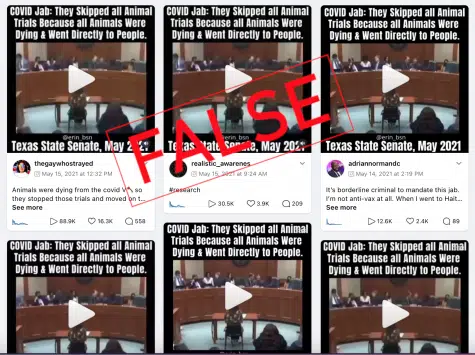 COVID Jab: They Skipped all Animal
Trials Because all Animals Were
Dying & Went Directly to People.
@erin_bsn
Texas State Senate, May 2021
thegaywhostrayed
May 15, 2021 at 12:32 PM
Animals were dying from the covid
so
they stopped those trials and moved on t...
See more
88.9K
16.3K
558
COVID Jab: They Skipped all Animal
Trials Because all Animals Were
Dying & Went Directly to People.
@erin_bsn
Texas State Senate, May 2021
realistic_awarenes
May 15, 2021 at 9:24 AM
#research
30.5K
3.9K
209
COVID Jab: They Skipped all Animal
Trials Because all Animals Were
Dying & Went Directly to People.
@erin_bsn
Texas State Senate, May 2021
adriannormandc
May 14, 2021 at 2:19 PM
It's borderline criminal to mandate this jab.
I'm not anti-vax at all. When I went to Hait...
See more
12.6K
2.4K
89
FALSE
COVID Jab: They Skipped all Animal
Trials Because all Animals Were
Dying & Went Directly to People.
COVID Jab: They Skipped all Animal
Trials Because all Animals Were
Dying & Went Directly to People.
COVID Jab: They Skipped all Animal
Trials Because all Animals Were
Dying & Went Directly to People.